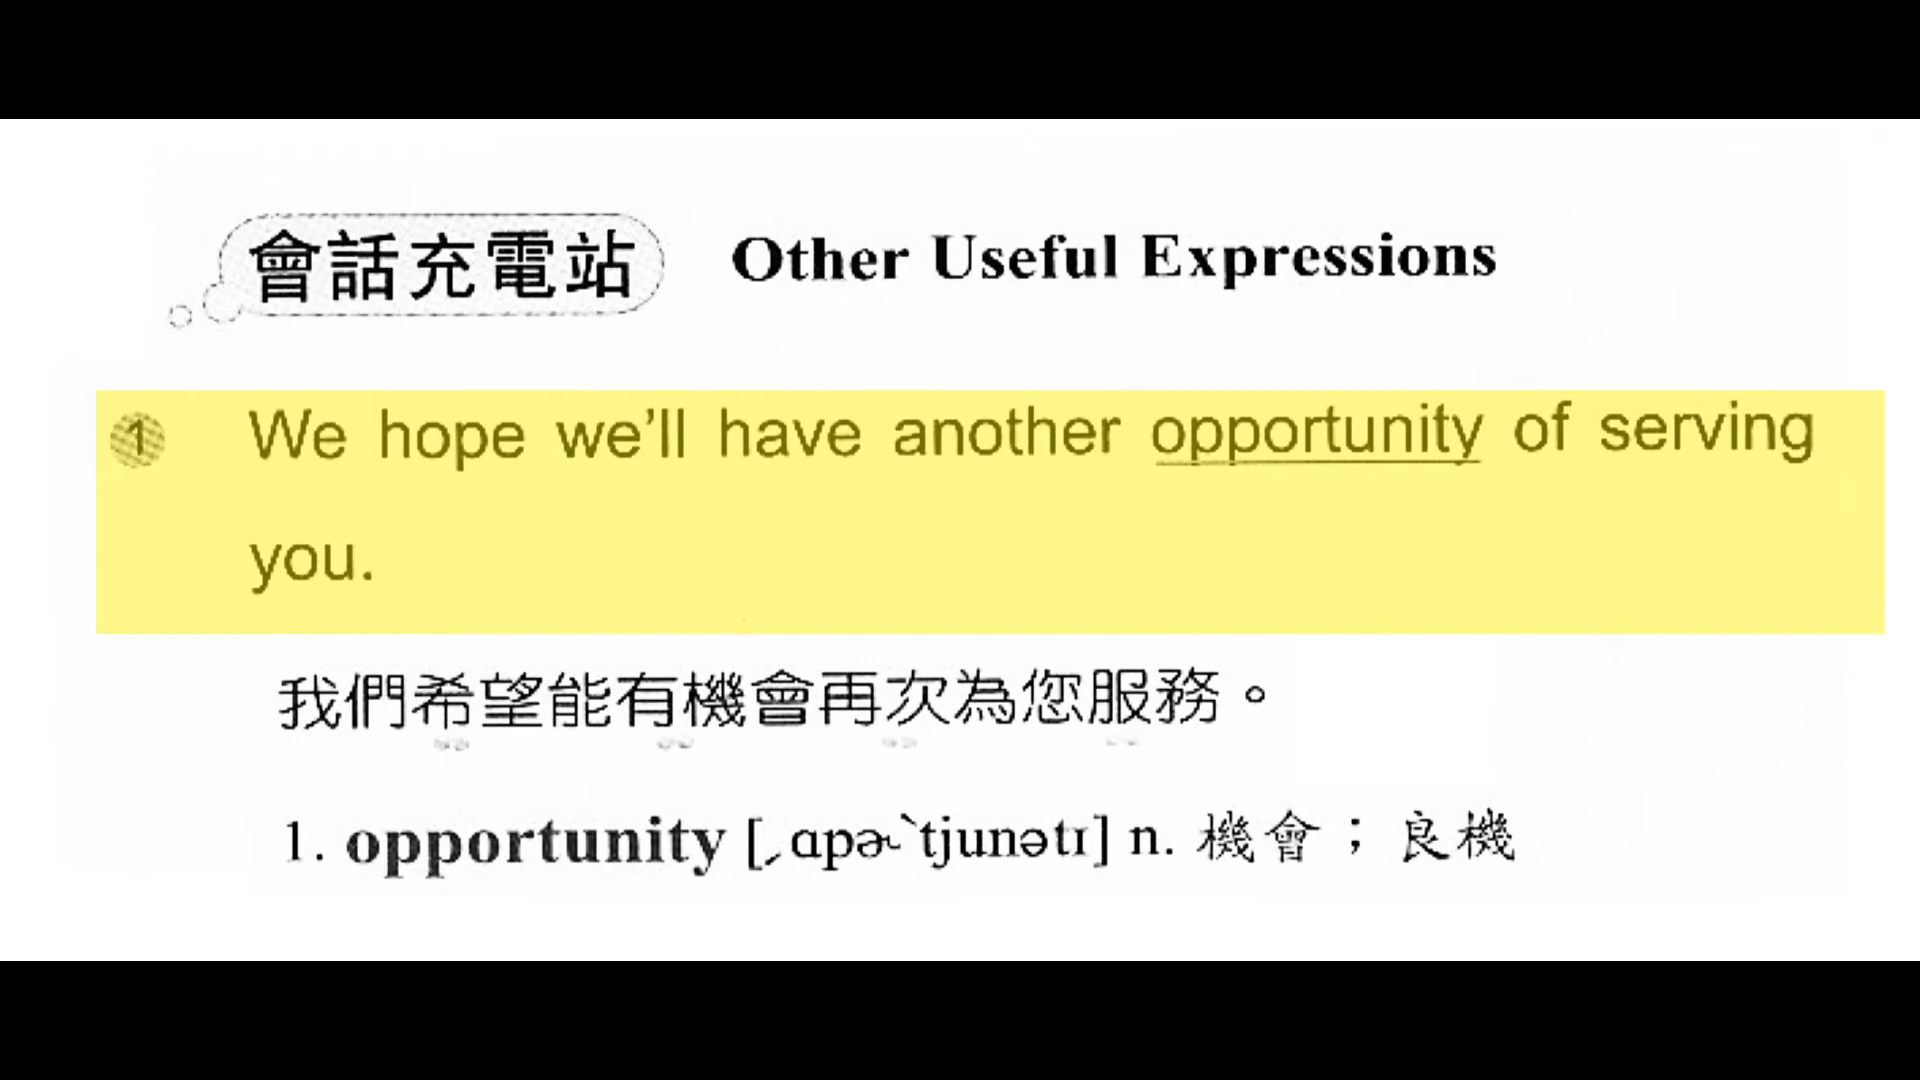 會話充電站 Other Useful Expressions
1 We hope we'll have another opportunity of serving
you.
我們希望能有機會再次為您服務。
1. opportunity [ˌɑpɚˋtjunətɪ] n. 機會；良機